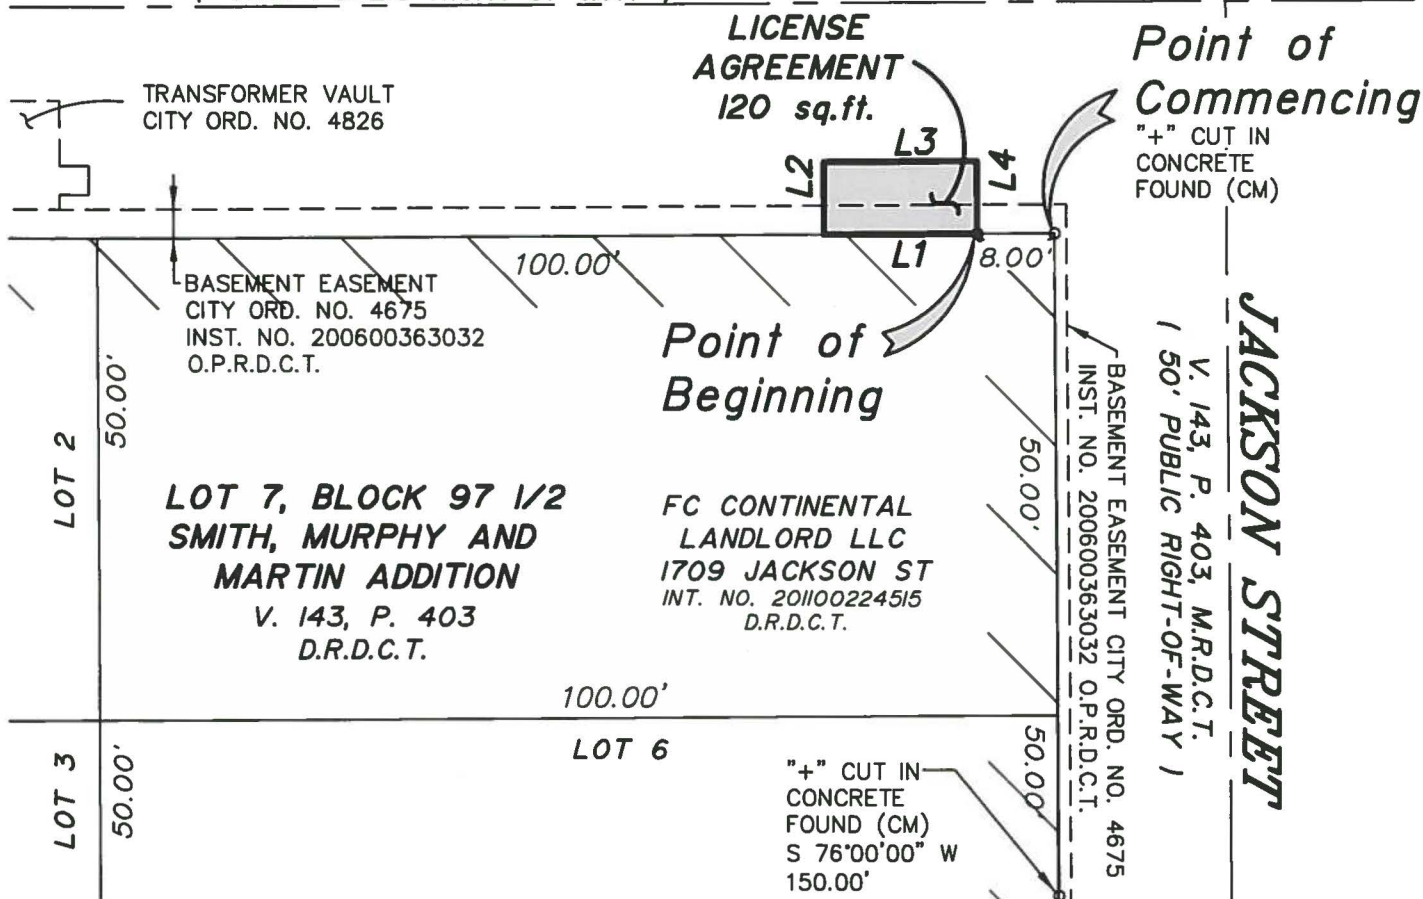 LICENSE
AGREEMENT
120 sq.ft.
Point of
Commencing
"+" CUT IN
CONCRETE
FOUND (CM)
TRANSFORMER VAULT
CITY ORD. NO. 4826
L2
L3
L4
L1
8.00'
100.00'
BASEMENT EASEMENT
CITY ORD. NO. 4675
INST. NO. 200600363032
O.P.R.D.C.T.
Point of
Beginning
50.00'
LOT 2
LOT 7, BLOCK 97 1/2
SMITH, MURPHY AND
MARTIN ADDITION
V. 143, P. 403
D.R.D.C.T.
FC CONTINENTAL
LANDLORD LLC
1709 JACKSON ST
INT. NO. 201100224515
D.R.D.C.T.
50.00'
BASEMENT EASEMENT CITY ORD. NO. 4675
INST. NO. 200600363032 O.P.R.D.C.T.
JACKSON STREET
V. 143, P. 403, M.R.D.C.T.
( 50' PUBLIC RIGHT-OF-WAY )
100.00'
LOT 6
LOT 3
50.00'
50.00'
"+" CUT IN
CONCRETE
FOUND (CM)
S 76°00'00" W
150.00'